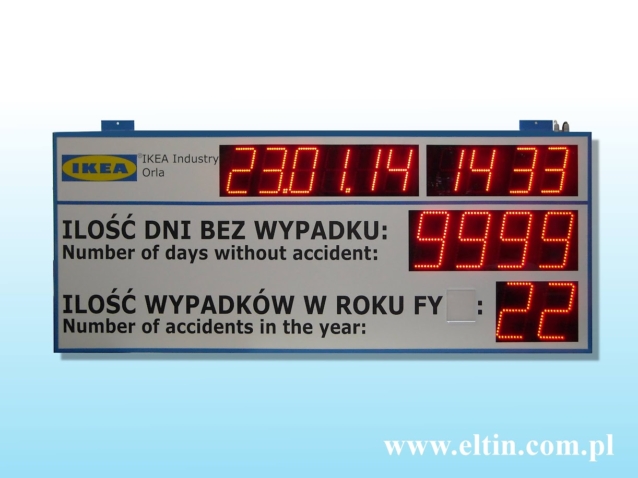 IKEA
®IKEA Industry
Orla
23.01.14 14 33
ILOŚĆ DNI BEZ WYPADKU: 9999
Number of days without accident:
ILOŚĆ WYPADKÓW W ROKU FY : 22
Number of accidents in the year:
www.eltin.com.pl